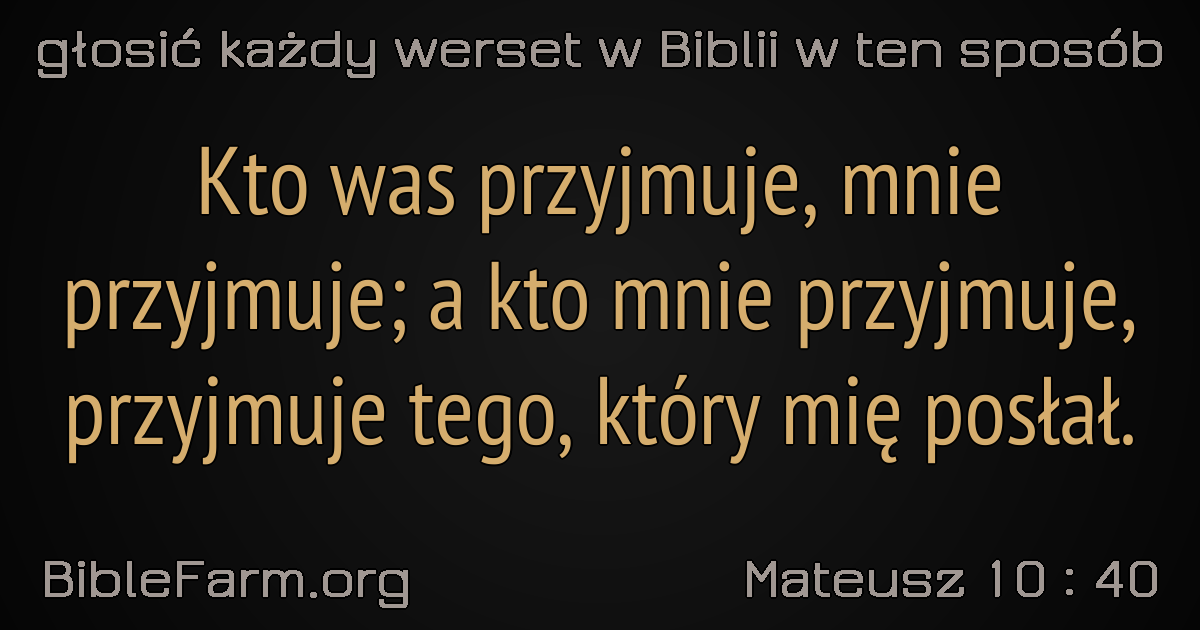 głosić każdy werset w Biblii w ten sposób
Kto was przyjmuje, mnie
przyjmuje; a kto mnie przyjmuje,
przyjmuje tego, który mię posłał.
BibleFarm.org
Mateusz 10 : 40